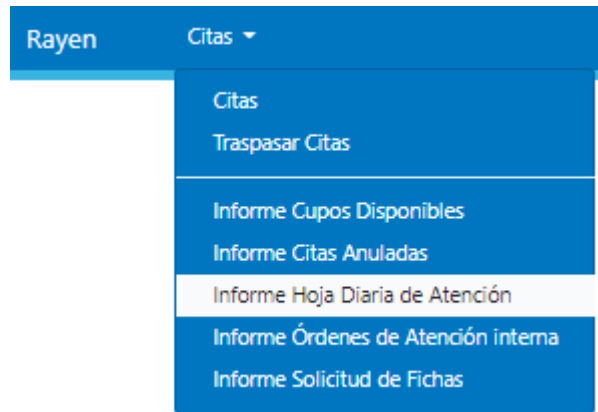 Rayen Citas
Citas
Traspasar Citas
Informe Cupos Disponibles
Informe Citas Anuladas
Informe Hoja Diaria de Atención
Informe Órdenes de Atención interna
Informe Solicitud de Fichas